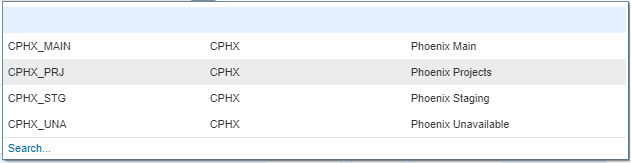 CPHX_MAIN CPHX Phoenix Main
CPHX_PRJ CPHX Phoenix Projects
CPHX_STG CPHX Phoenix Staging
CPHX_UNA CPHX Phoenix Unavailable
Search...